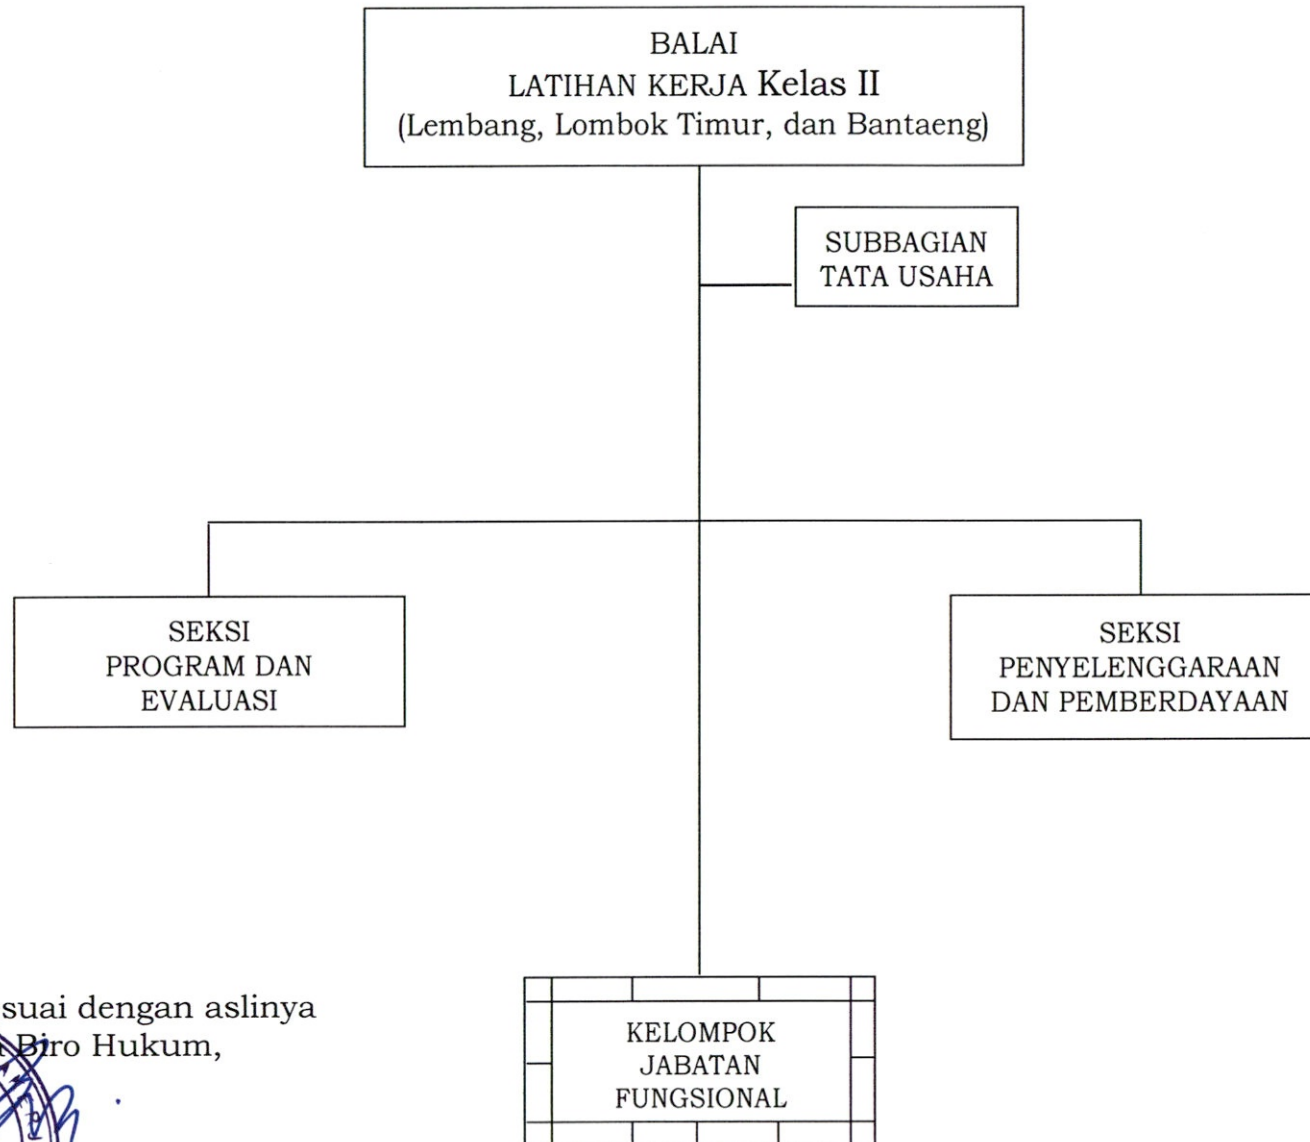 BALAI
LATIHAN KERJA Kelas II
(Lembang, Lombok Timur, dan Bantaeng)
SUBBAGIAN
TATA USAHA
SEKSI
PROGRAM DAN
EVALUASI
SEKSI
PENYELENGGARAAN
DAN PEMBERDAYAAN
suai dengan aslinya
Biro Hukum,
KELOMPOK
JABATAN
FUNGSIONAL